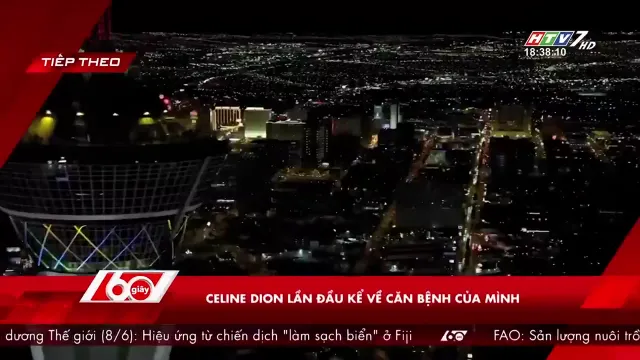 HTV7 HD
18:38:10
TIẾP THEO
60 giây
CELINE DION LẦN ĐẦU KỂ VỀ CĂN BỆNH CỦA MÌNH
dương Thế giới (8/6): Hiệu ứng từ chiến dịch "làm sạch biển" ở Fiji 60 giây FAO: Sản lượng nuôi trồ